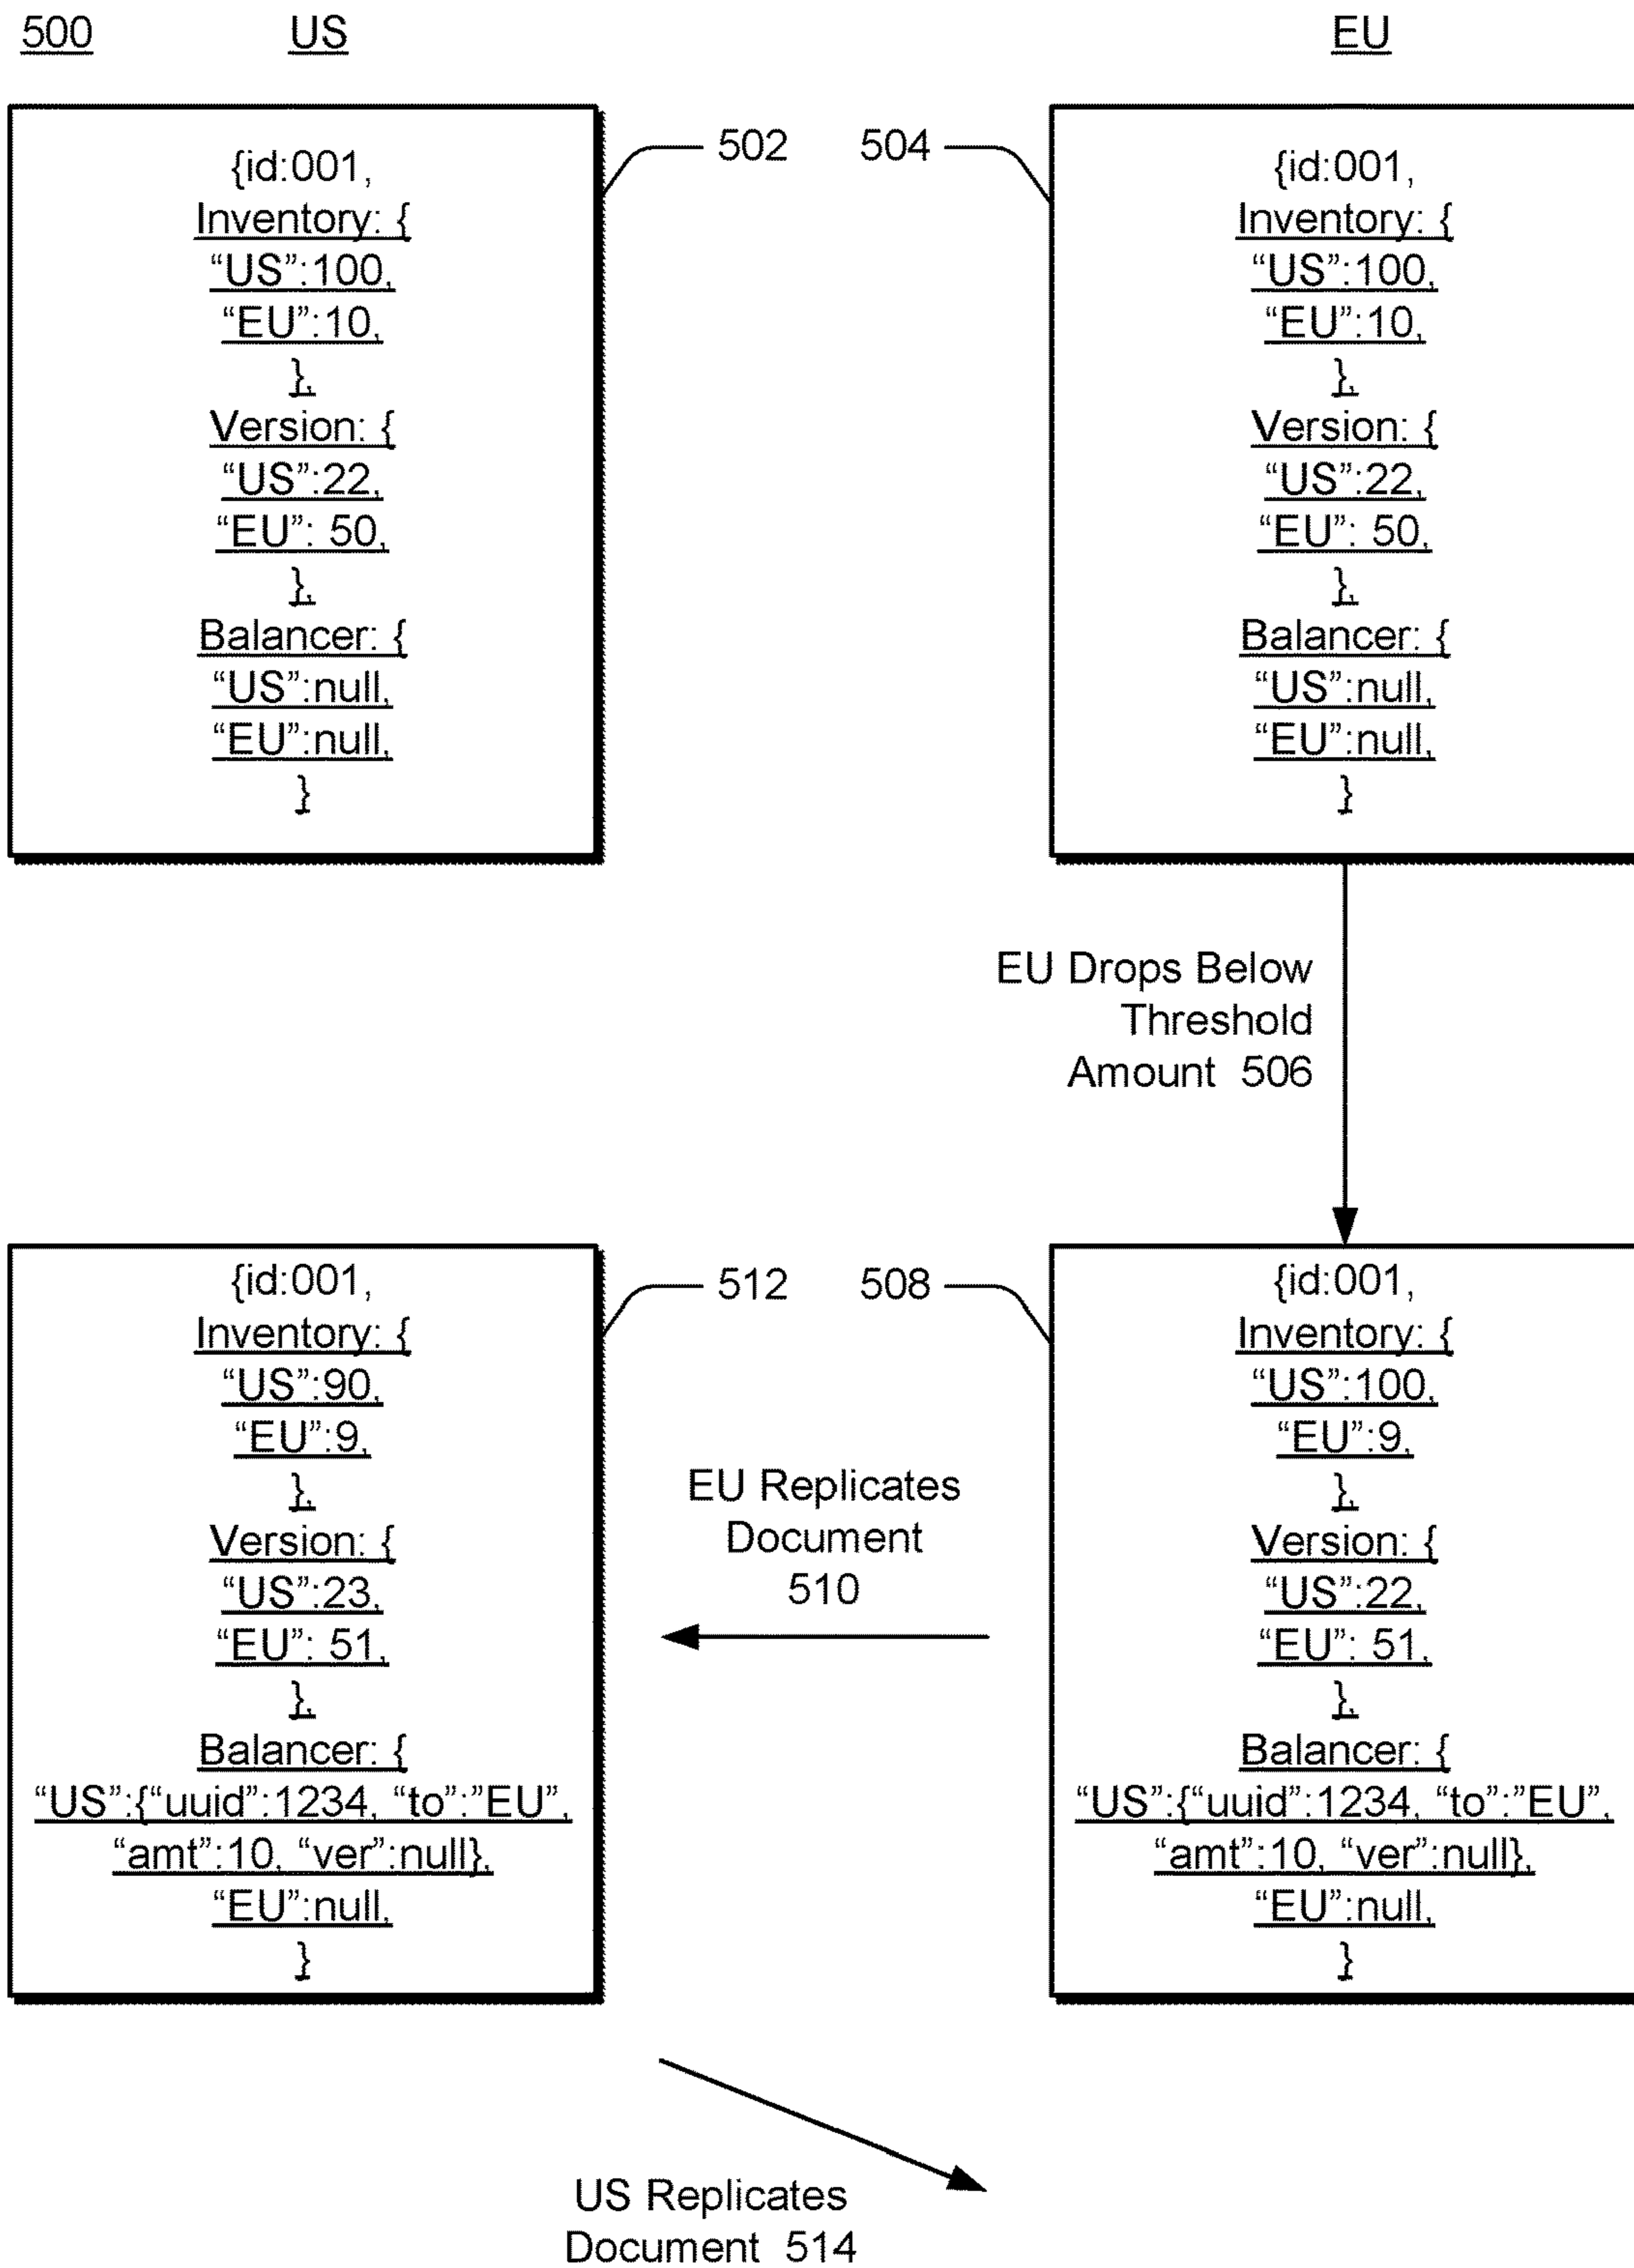 500
US
EU
502
504
{id:001,
Inventory: {
“US”:100,
“EU”:10,
},
Version: {
“US”:22,
“EU”: 50,
},
Balancer: {
“US”:null,
“EU”:null,
}
{id:001,
Inventory: {
“US”:100,
“EU”:10,
},
Version: {
“US”:22,
“EU”: 50,
},
Balancer: {
“US”:null,
“EU”:null,
}
EU Drops Below
Threshold
Amount 506
512
508
{id:001,
Inventory: {
“US”:90,
“EU”:9,
},
Version: {
“US”:23,
“EU”: 51,
},
Balancer: {
“US”:{“uuid”:1234, “to”:”EU”,
“amt”:10, “ver”:null},
“EU”:null,
}
EU Replicates
Document
510
{id:001,
Inventory: {
“US”:100,
“EU”:9,
},
Version: {
“US”:22,
“EU”: 51,
},
Balancer: {
“US”:{“uuid”:1234, “to”:”EU”,
“amt”:10, “ver”:null},
“EU”:null,
}
US Replicates
Document 514